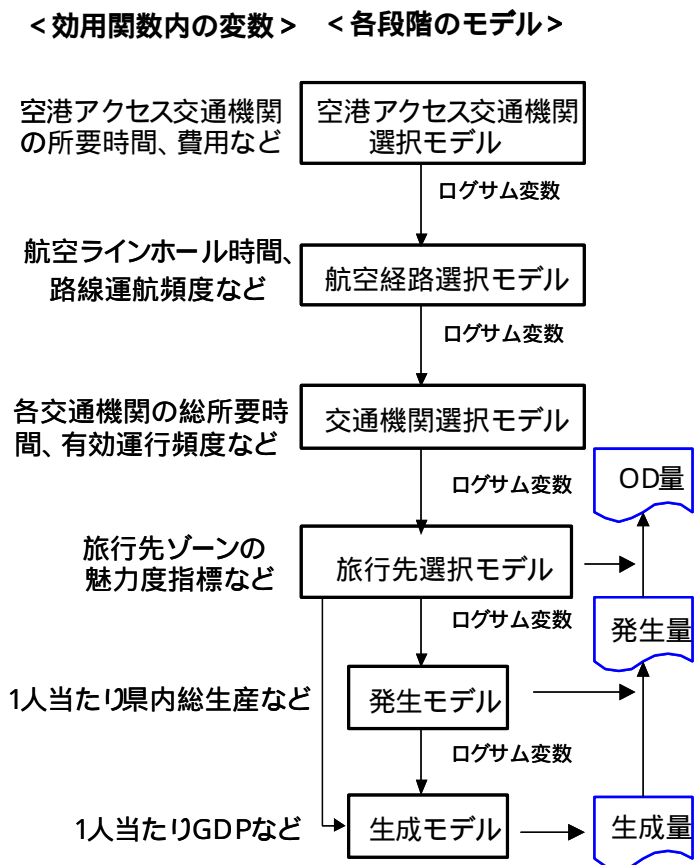 ＜効用関数内の変数＞ ＜各段階のモデル＞
空港アクセス交通機関
の所要時間、費用など
空港アクセス交通機関
選択モデル
ログサム変数
航空ラインホール時間、
路線運航頻度など
航空経路選択モデル
ログサム変数
各交通機関の総所要時
間、有効運行頻度など
交通機関選択モデル
ログサム変数
OD量
旅行先ゾーンの
魅力度指標など
旅行先選択モデル
ログサム変数
発生量
1人当たり県内総生産など
発生モデル
ログサム変数
1人当たりGDPなど
生成モデル
生成量